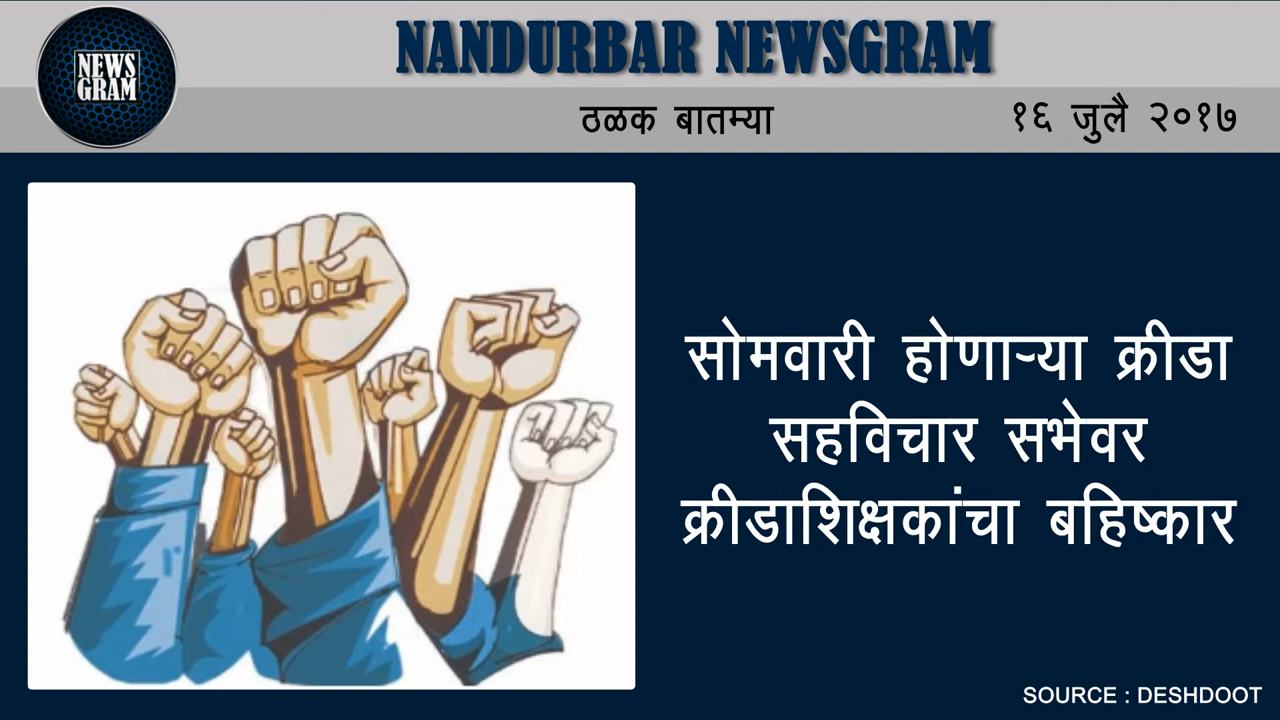 NEWS
GRAM
NANDURBAR NEWSGRAM
ठळक बातम्या
१६ जुलै २०१७
सोमवारी होणाऱ्या क्रीडा
सहविचार सभेवर
क्रीडाशिक्षकांचा बहिष्कार
SOURCE : DESHDOOT